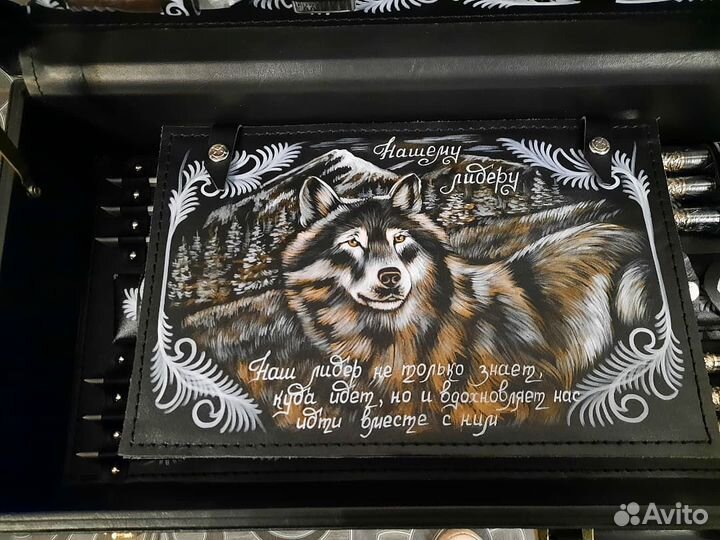 Нашему
лидеру
Наш лидер не только знает,
куда идет, но и вдохновляет нас
идти вместе с ним
Avito